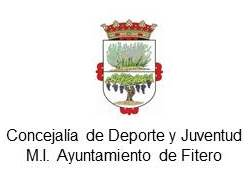 Concejalía de Deporte y Juventud
M.I. Ayuntamiento de Fitero